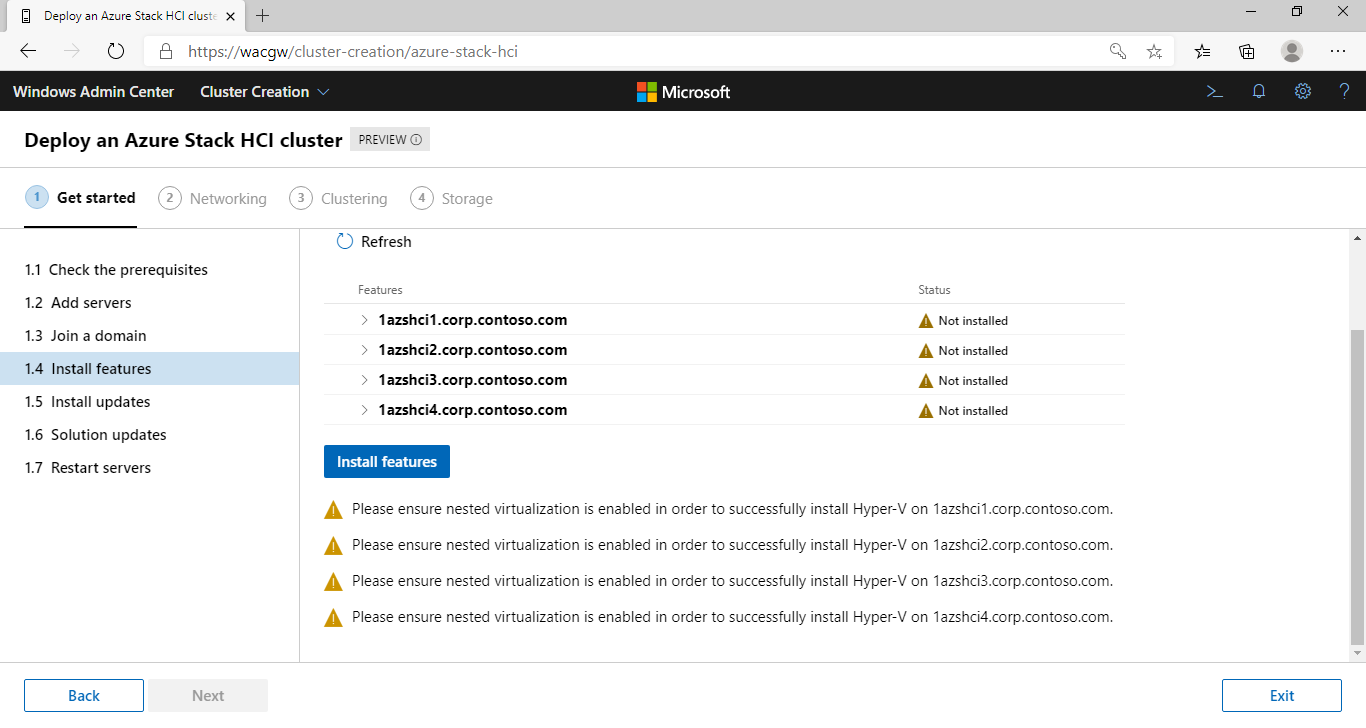 Deploy an Azure Stack HCI cluste
https://wacgw/cluster-creation/azure-stack-hci
Windows Admin Center Cluster Creation Microsoft
Deploy an Azure Stack HCI cluster PREVIEW
1 Get started 2 Networking 3 Clustering 4 Storage
1.1 Check the prerequisites
1.2 Add servers
1.3 Join a domain
1.4 Install features
1.5 Install updates
1.6 Solution updates
1.7 Restart servers
Refresh
Features Status
1azshci1.corp.contoso.com Not installed
1azshci2.corp.contoso.com Not installed
1azshci3.corp.contoso.com Not installed
1azshci4.corp.contoso.com Not installed
Install features
Please ensure nested virtualization is enabled in order to successfully install Hyper-V on 1azshci1.corp.contoso.com.
Please ensure nested virtualization is enabled in order to successfully install Hyper-V on 1azshci2.corp.contoso.com.
Please ensure nested virtualization is enabled in order to successfully install Hyper-V on 1azshci3.corp.contoso.com.
Please ensure nested virtualization is enabled in order to successfully install Hyper-V on 1azshci4.corp.contoso.com.
Back Next Exit